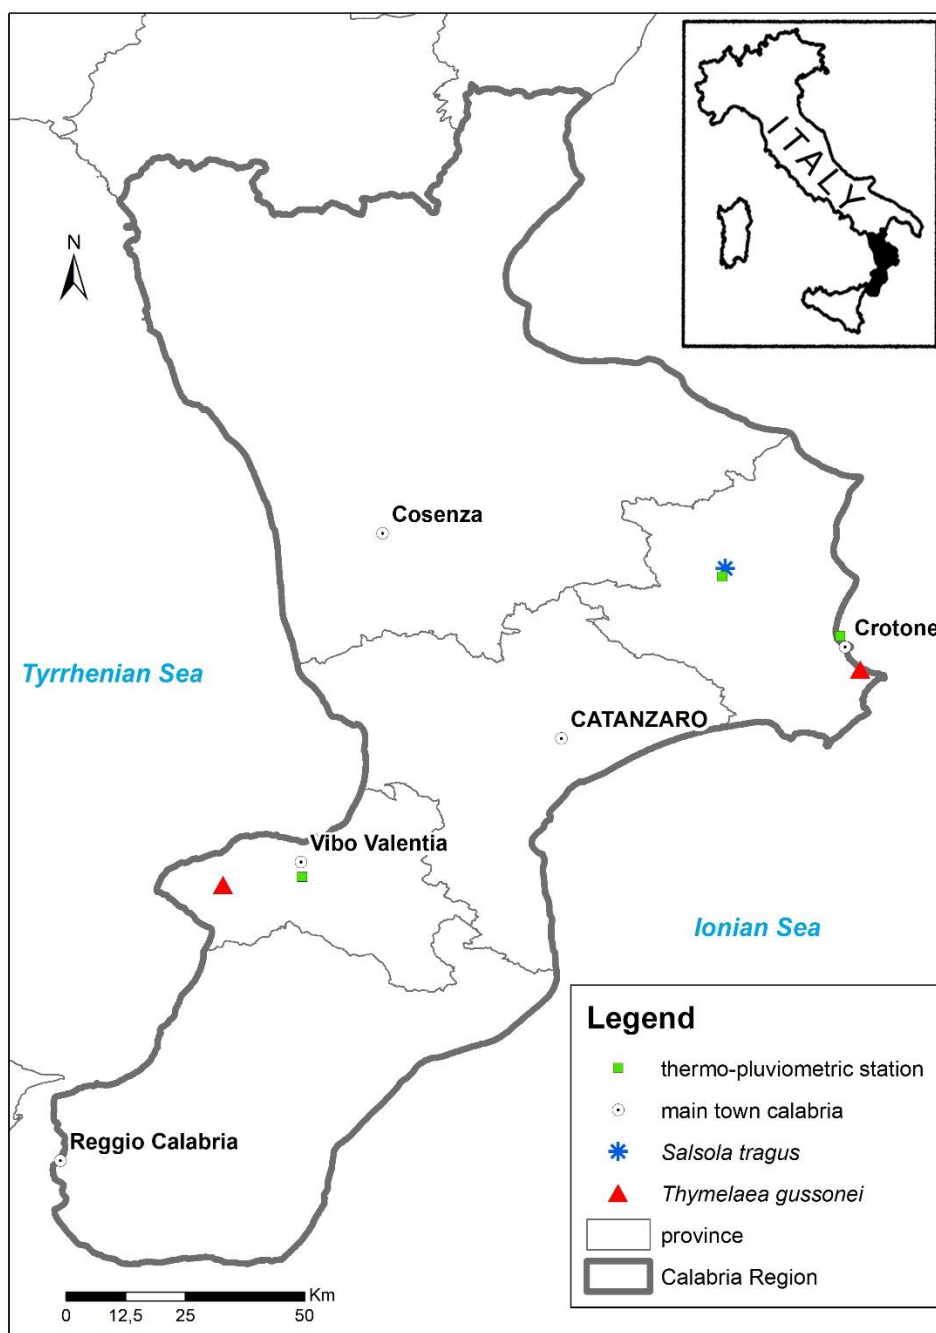 ITALY
N
Cosenza
Crotone
Tyrrhenian Sea
CATANZARO
Vibo Valentia
Ionian Sea
Legend
thermo-pluviometric station
main town calabria
Salsola tragus
Thymelaea gussonei
province
Calabria Region
Reggio Calabria
Km
0 12,5 25 50